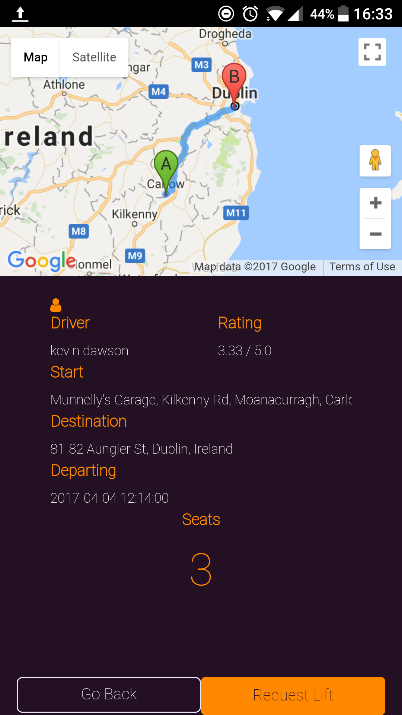 44% 16:33
Map Satellite
Drogheda
M3
Athlone
M4
B
Dublin
reland
A
Carlow
Kilkenny
M11
M8
M9
Google
Map data ©2017 Google Terms of Use
Driver Rating
kevin dawson 3.33 / 5.0
Start
Munnelly's Garage, Kilkenny Rd, Moanacurragh, Carlo
Destination
81-82 Aungier St, Dublin, Ireland
Departing
2017-04-04 12:14:00
Seats
3
Go Back Request Lift